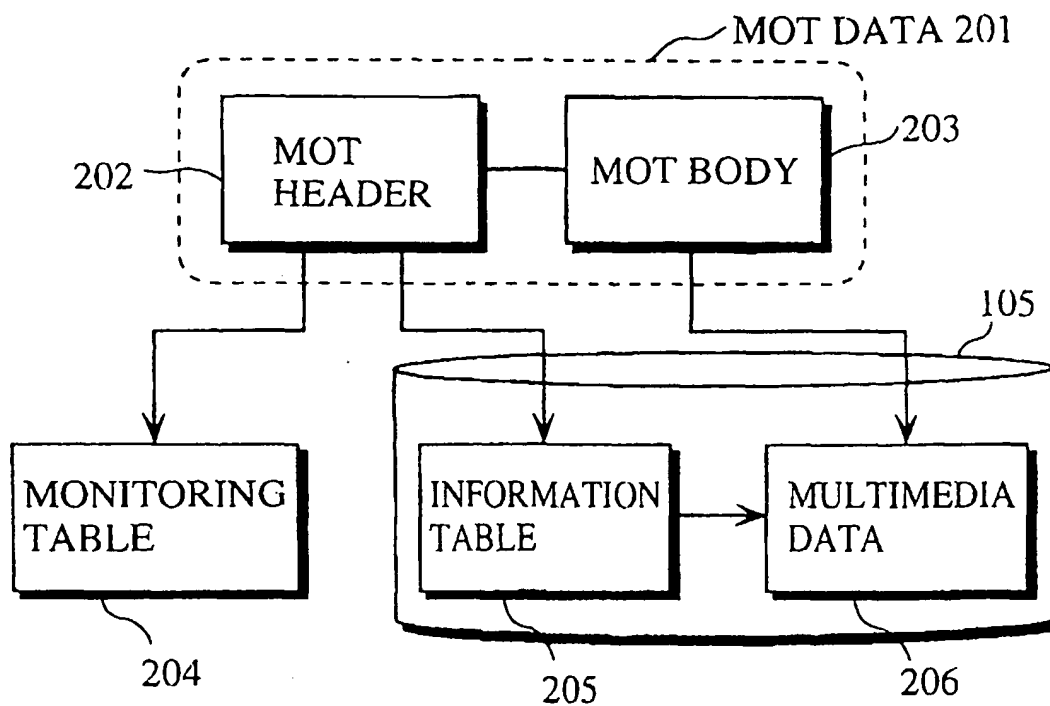 MOT DATA 201
203
202
MOT
HEADER
MOT BODY
105
MONITORING
TABLE
INFORMATION
TABLE
MULTIMEDIA
DATA
204
205
206